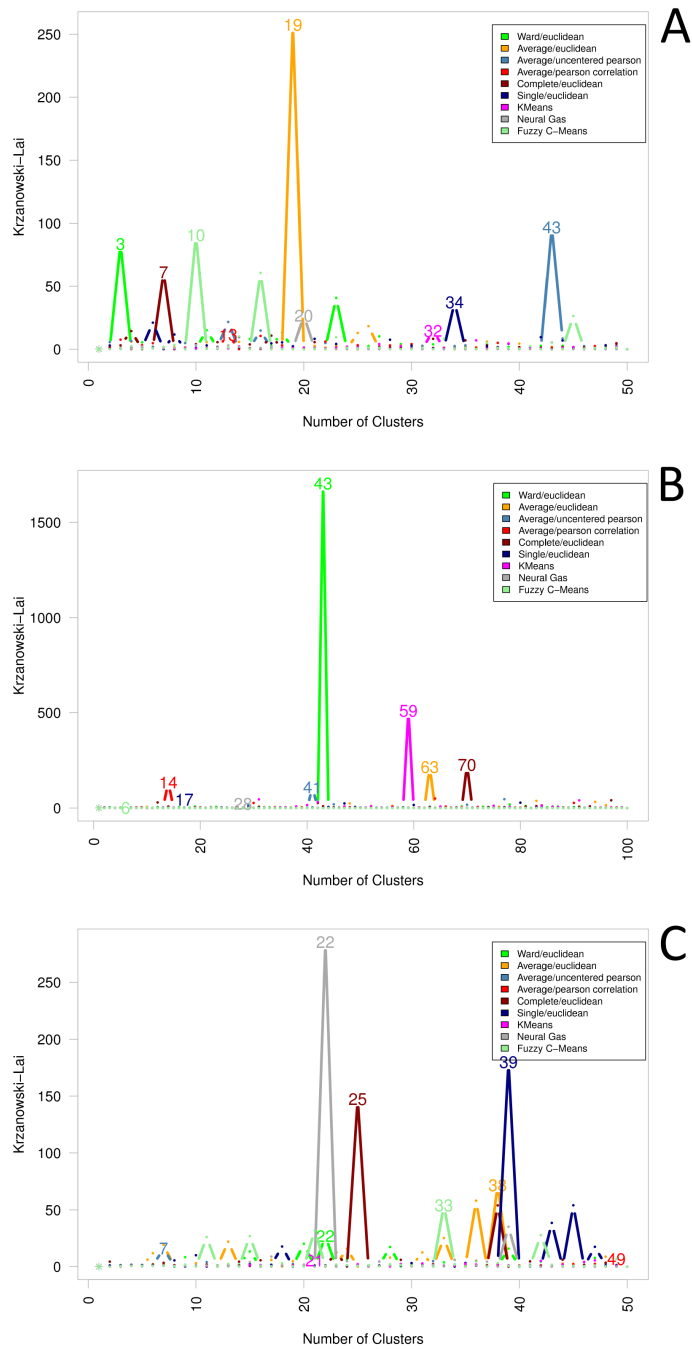 A
19
250
Ward/euclidean
Average/euclidean
Average/uncentered pearson
Average/pearson correlation
Complete/euclidean
Single/euclidean
KMeans
Neural Gas
Fuzzy C−Means
200
150
100
50
0
Krzanowski−Lai
3
7
10
13
20
32
34
43
0 10 20 30 40 50
Number of Clusters
B
43
Ward/euclidean
Average/euclidean
Average/uncentered pearson
Average/pearson correlation
Complete/euclidean
Single/euclidean
KMeans
Neural Gas
Fuzzy C−Means
1500
1000
500
0
Krzanowski−Lai
6
14
17
28
41
59
63
70
0 20 40 60 80 100
Number of Clusters
C
22
Ward/euclidean
Average/euclidean
Average/uncentered pearson
Average/pearson correlation
Complete/euclidean
Single/euclidean
KMeans
Neural Gas
Fuzzy C−Means
250
200
150
100
50
0
Krzanowski−Lai
7
21
22
25
33
38
39
49
0 10 20 30 40 50
Number of Clusters